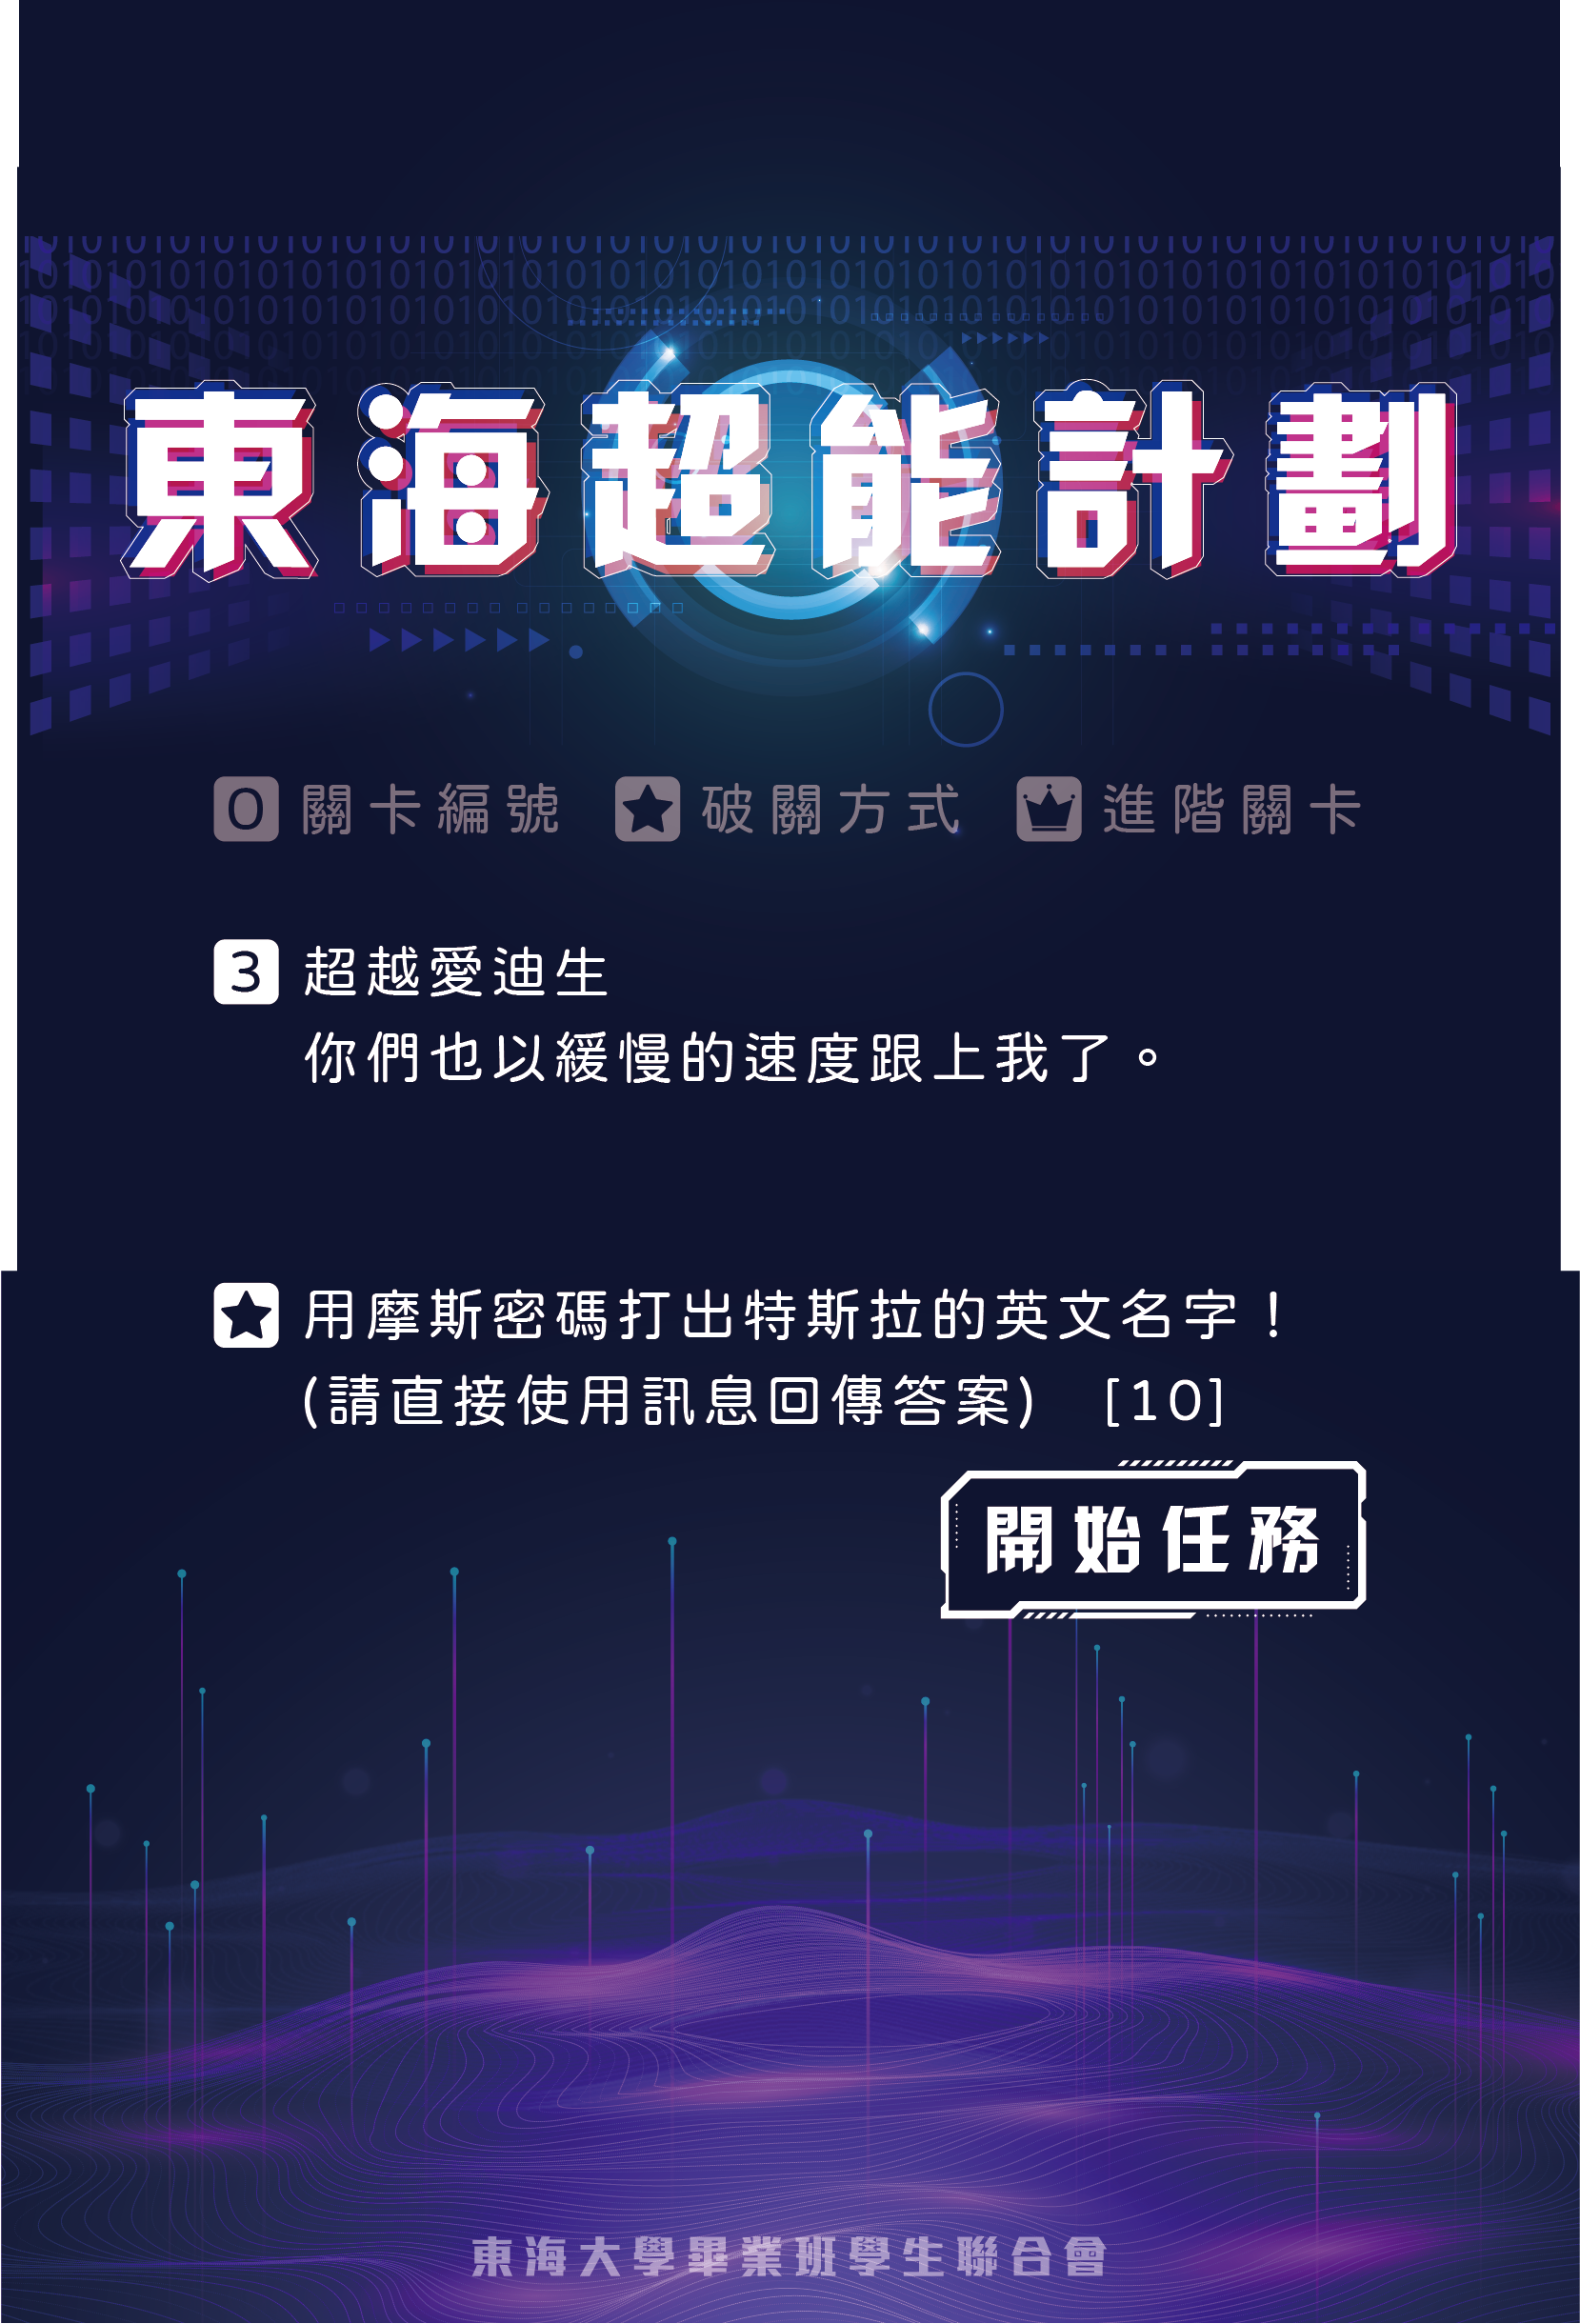 東海超能計劃
0 關卡編號 破關方式 進階關卡
3 超越愛迪生
你們也以緩慢的速度跟上我了。
用摩斯密碼打出特斯拉的英文名字！
(請直接使用訊息回傳答案) [10]
開始任務
東海大學畢業班學生聯合會